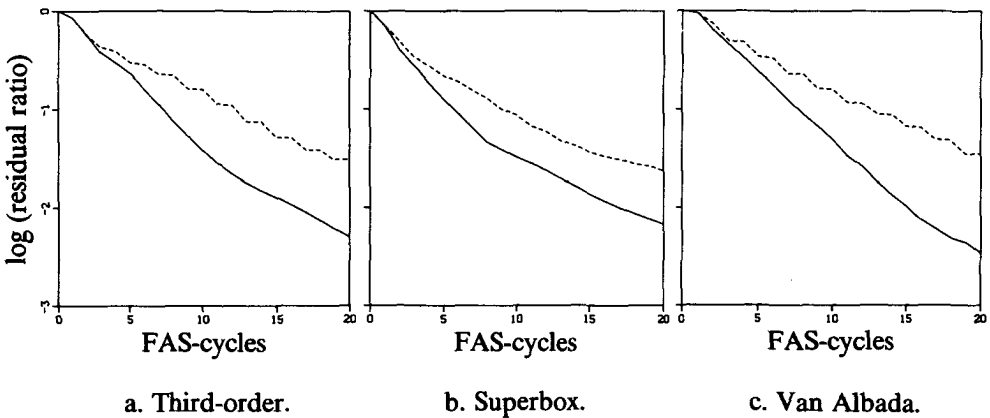 log (residual ratio)
0
-1
-2
-3
0 5 10 15 20
0 5 10 15 20
0 5 10 15 20
FAS-cycles FAS-cycles FAS-cycles
a. Third-order. b. Superbox. c. Van Albada.